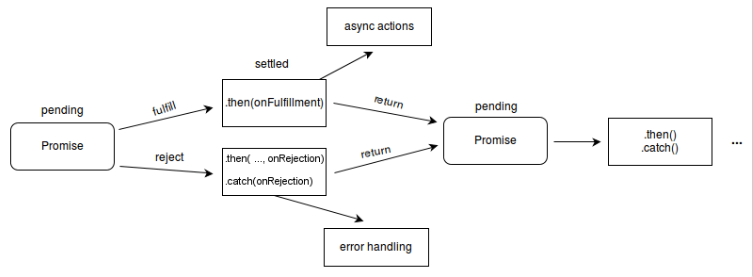 async actions
settled
pending
fulfill
.then(onFulfillment)
return
pending
Promise
Promise
.then()
.catch()
...
reject
.then( ..., onRejection)
.catch(onRejection)
return
error handling